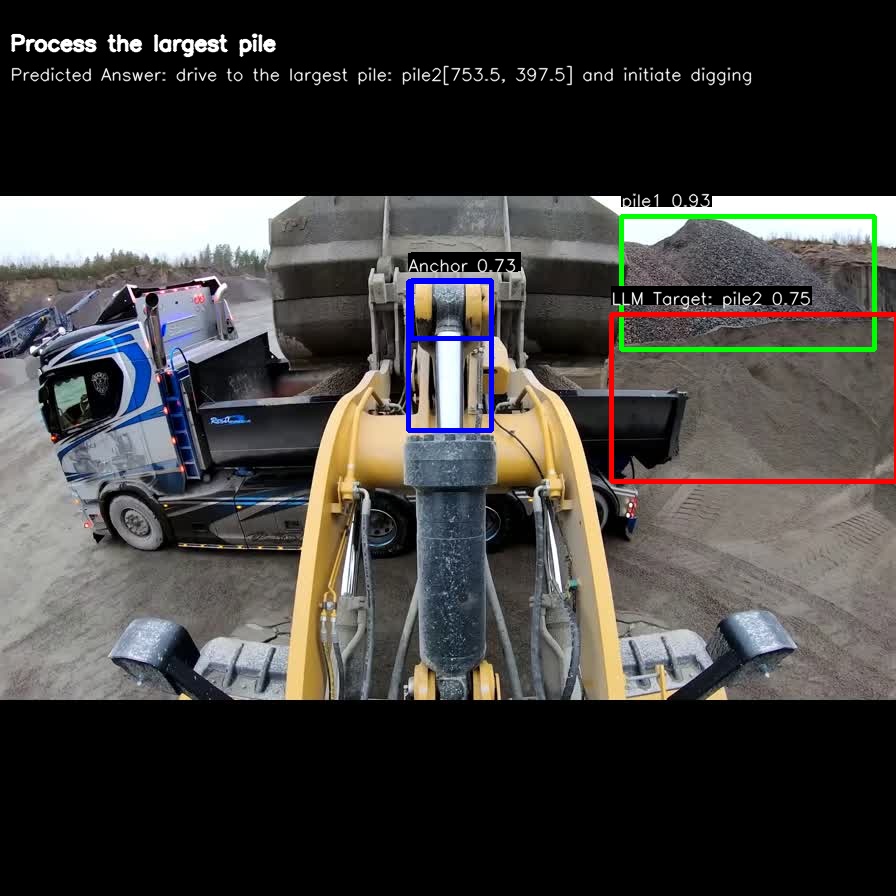 Process the largest pile
Predicted Answer: drive to the largest pile: pile2[753.5, 397.5] and initiate digging
pile1 0.93
Anchor 0.73
LLM Target: pile2 0.75